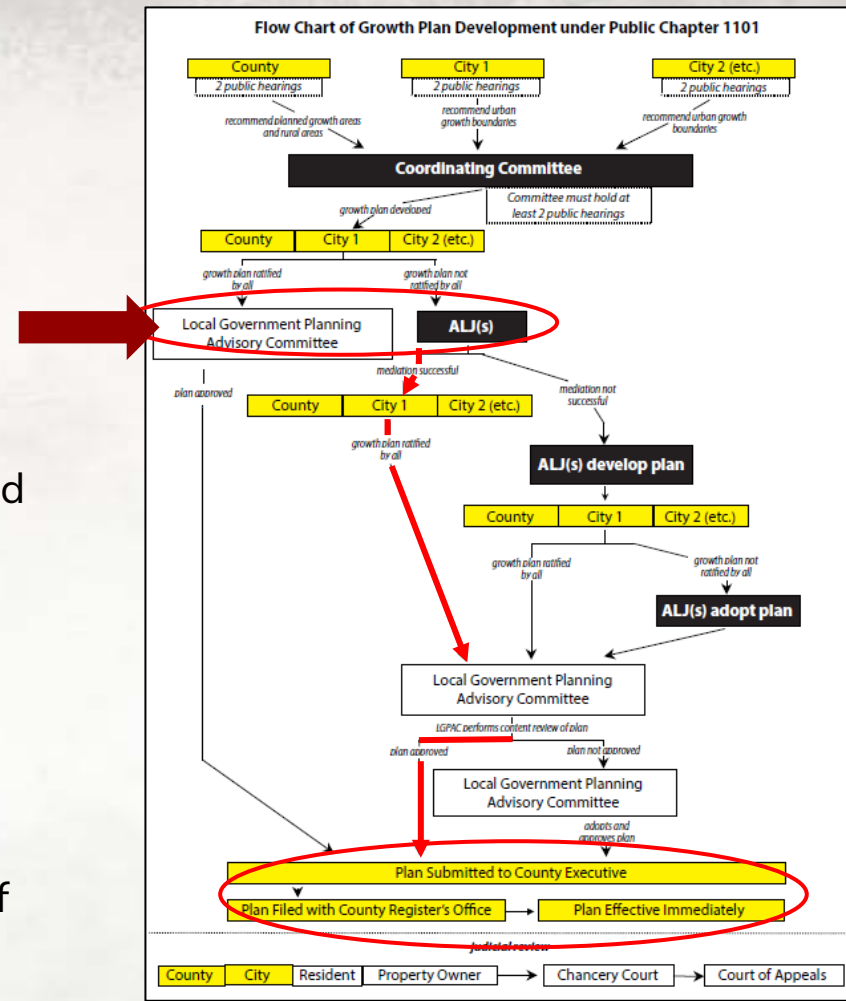 Flow Chart of Growth Plan Development under Public Chapter 1101
County
City 1
City 2 (etc.)
2 public hearings
2 public hearings
2 public hearings
recommend planned growth areas
and rural areas
recommend urban
growth boundaries
recommend urban growth
boundaries
Coordinating Committee
Committee must hold at
least 2 public hearings
growth plan developed
County
City 1
City 2 (etc.)
growth plan ratified
by all
growth plan not
ratified by all
Local Government Planning
Advisory Committee
ALJ(s)
plan approved
mediation successful
mediation not
successful
County
City 1
City 2 (etc.)
growth plan ratified
by all
ALJ(s) develop plan
d
County
City 1
City 2 (etc.)
growth plan ratified
by all
growth plan not
ratified by all
ALJ(s) adopt plan
Local Government Planning
Advisory Committee
LGPAC performs content review of plan
plan approved
plan not approved
Local Government Planning
Advisory Committee
adopts and
approves plan
Plan Submitted to County Executive
f
Plan Filed with County Register's Office
Plan Effective Immediately
Judicial review
County
City
Resident
Property Owner
Chancery Court
Court of Appeals